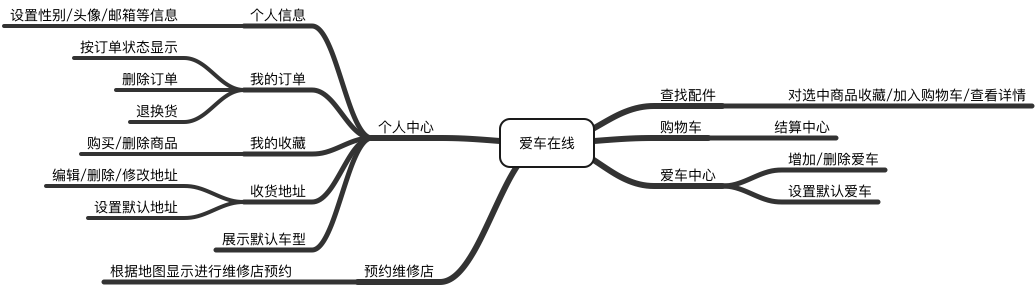 爱车在线
个人中心
个人信息
设置性别/头像/邮箱等信息
我的订单
按订单状态显示
删除订单
退换货
我的收藏
购买/删除商品
收货地址
编辑/删除/修改地址
设置默认地址
展示默认车型
预约维修店
根据地图显示进行维修店预约
查找配件
对选中商品收藏/加入购物车/查看详情
购物车
结算中心
爱车中心
增加/删除爱车
设置默认爱车